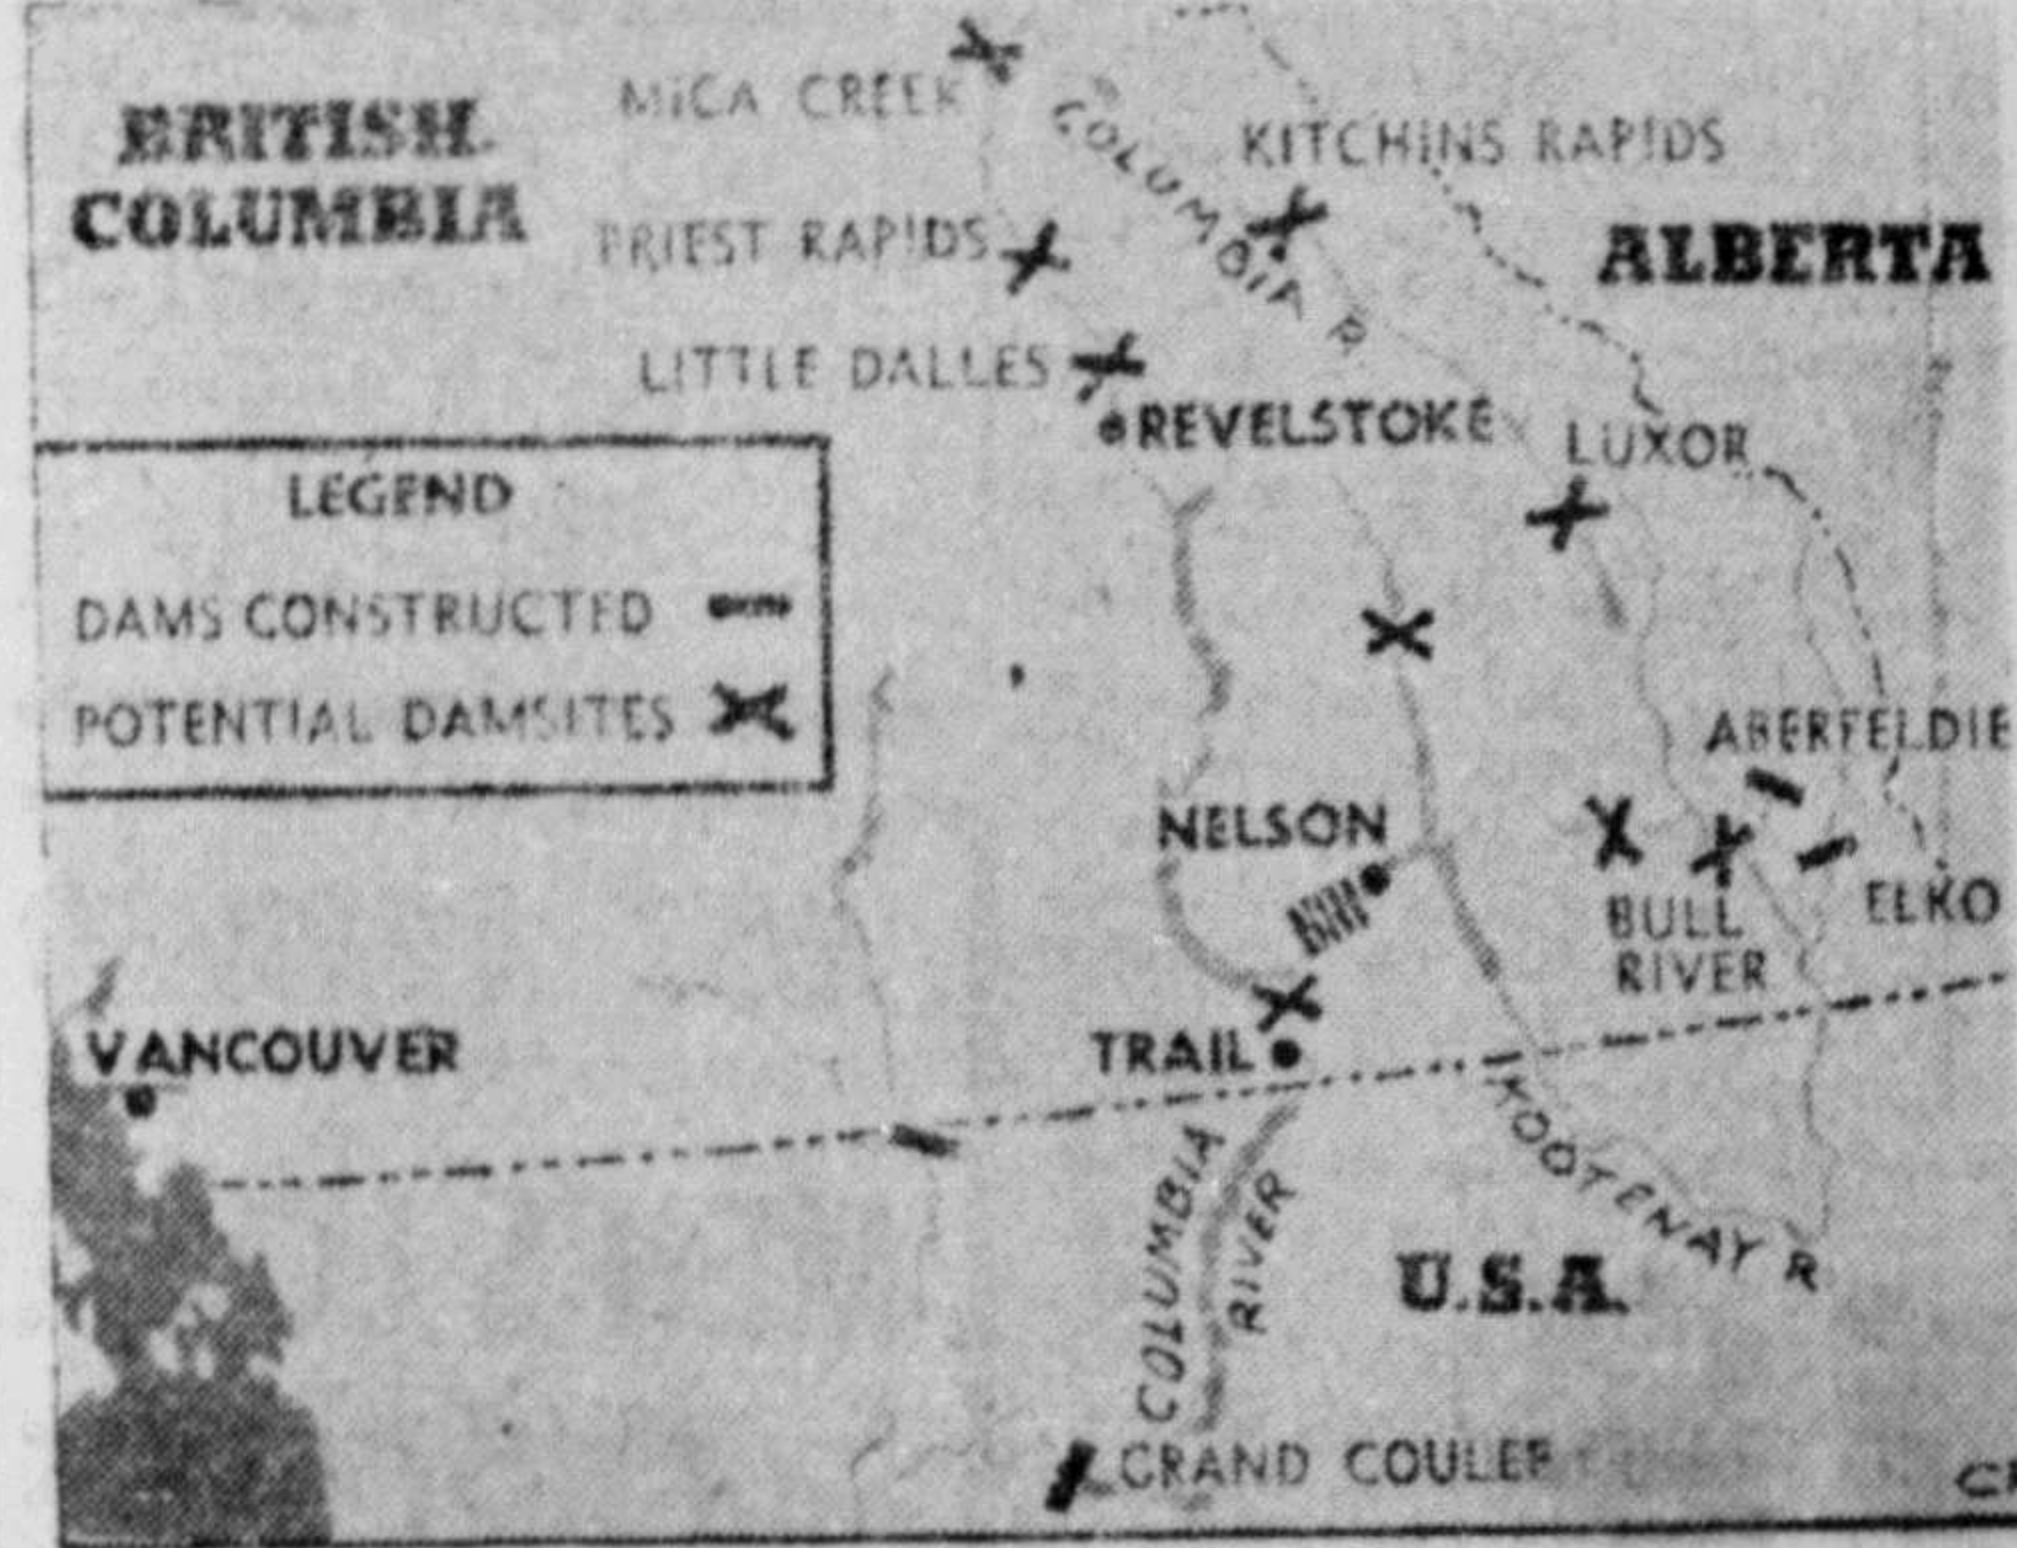 MICA CREEK
BRITISH
COLUMBIA
COLUMBIA R.
KITCHINS RAPIDS
PRIEST RAPIDS
ALBERTA
LITTLE DALLES
REVELSTOKE
LUXOR
LEGEND
DAMS CONSTRUCTED
POTENTIAL DAMSITES
ABERFELDIE
NELSON
BULL
RIVER
ELKO
VANCOUVER
TRAIL
KOOTENAY R
COLUMBIA
RIVER
U.S.A.
GRAND COULEE